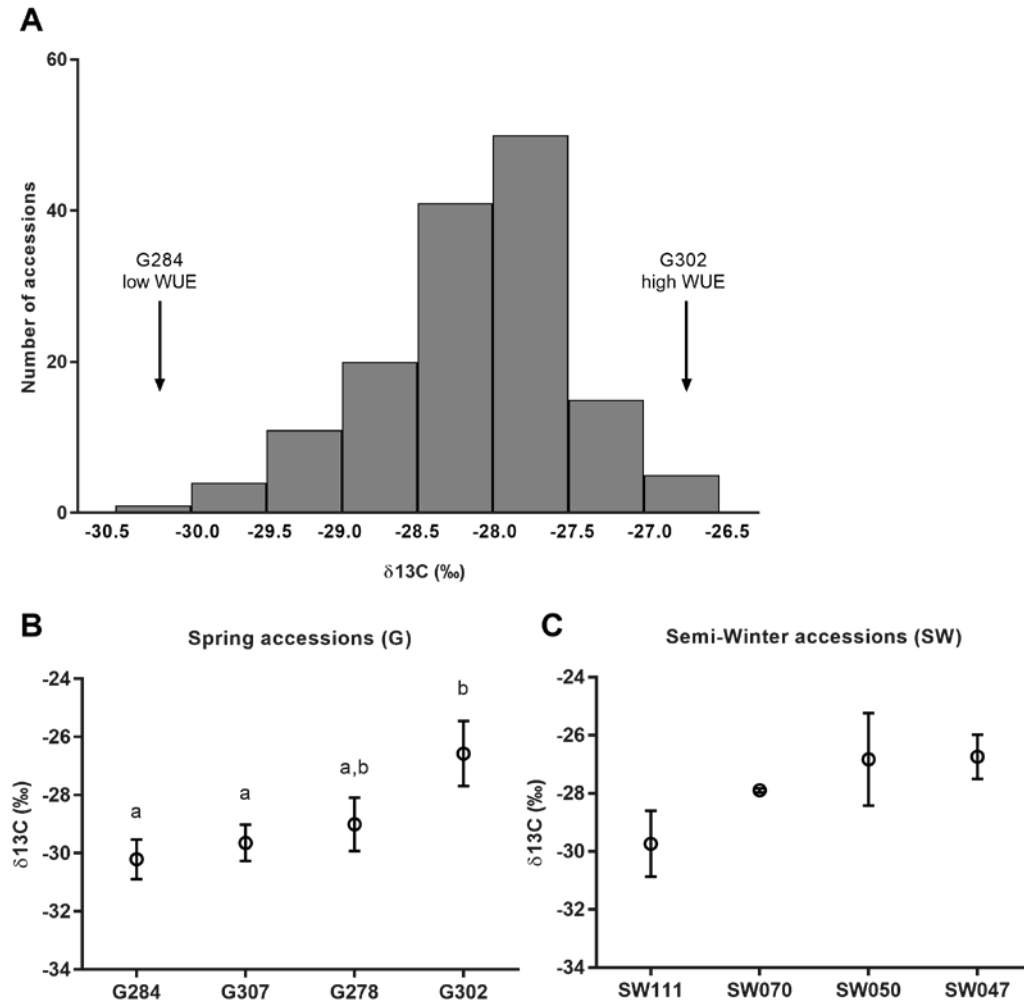 A
60
40
20
0
Number of accessions
G284
low WUE
G302
high WUE
-30.5 -30.0 -29.5 -29.0 -28.5 -28.0 -27.5 -27.0 -26.5
δ13C (‰)
B
Spring accessions (G)
-24
-26
-28
-30
-32
-34
δ13C (‰)
a
a
a,b
b
G284 G307 G278 G302
C
Semi-Winter accessions (SW)
-24
-26
-28
-30
-32
-34
δ13C (‰)
SW111 SW070 SW050 SW047